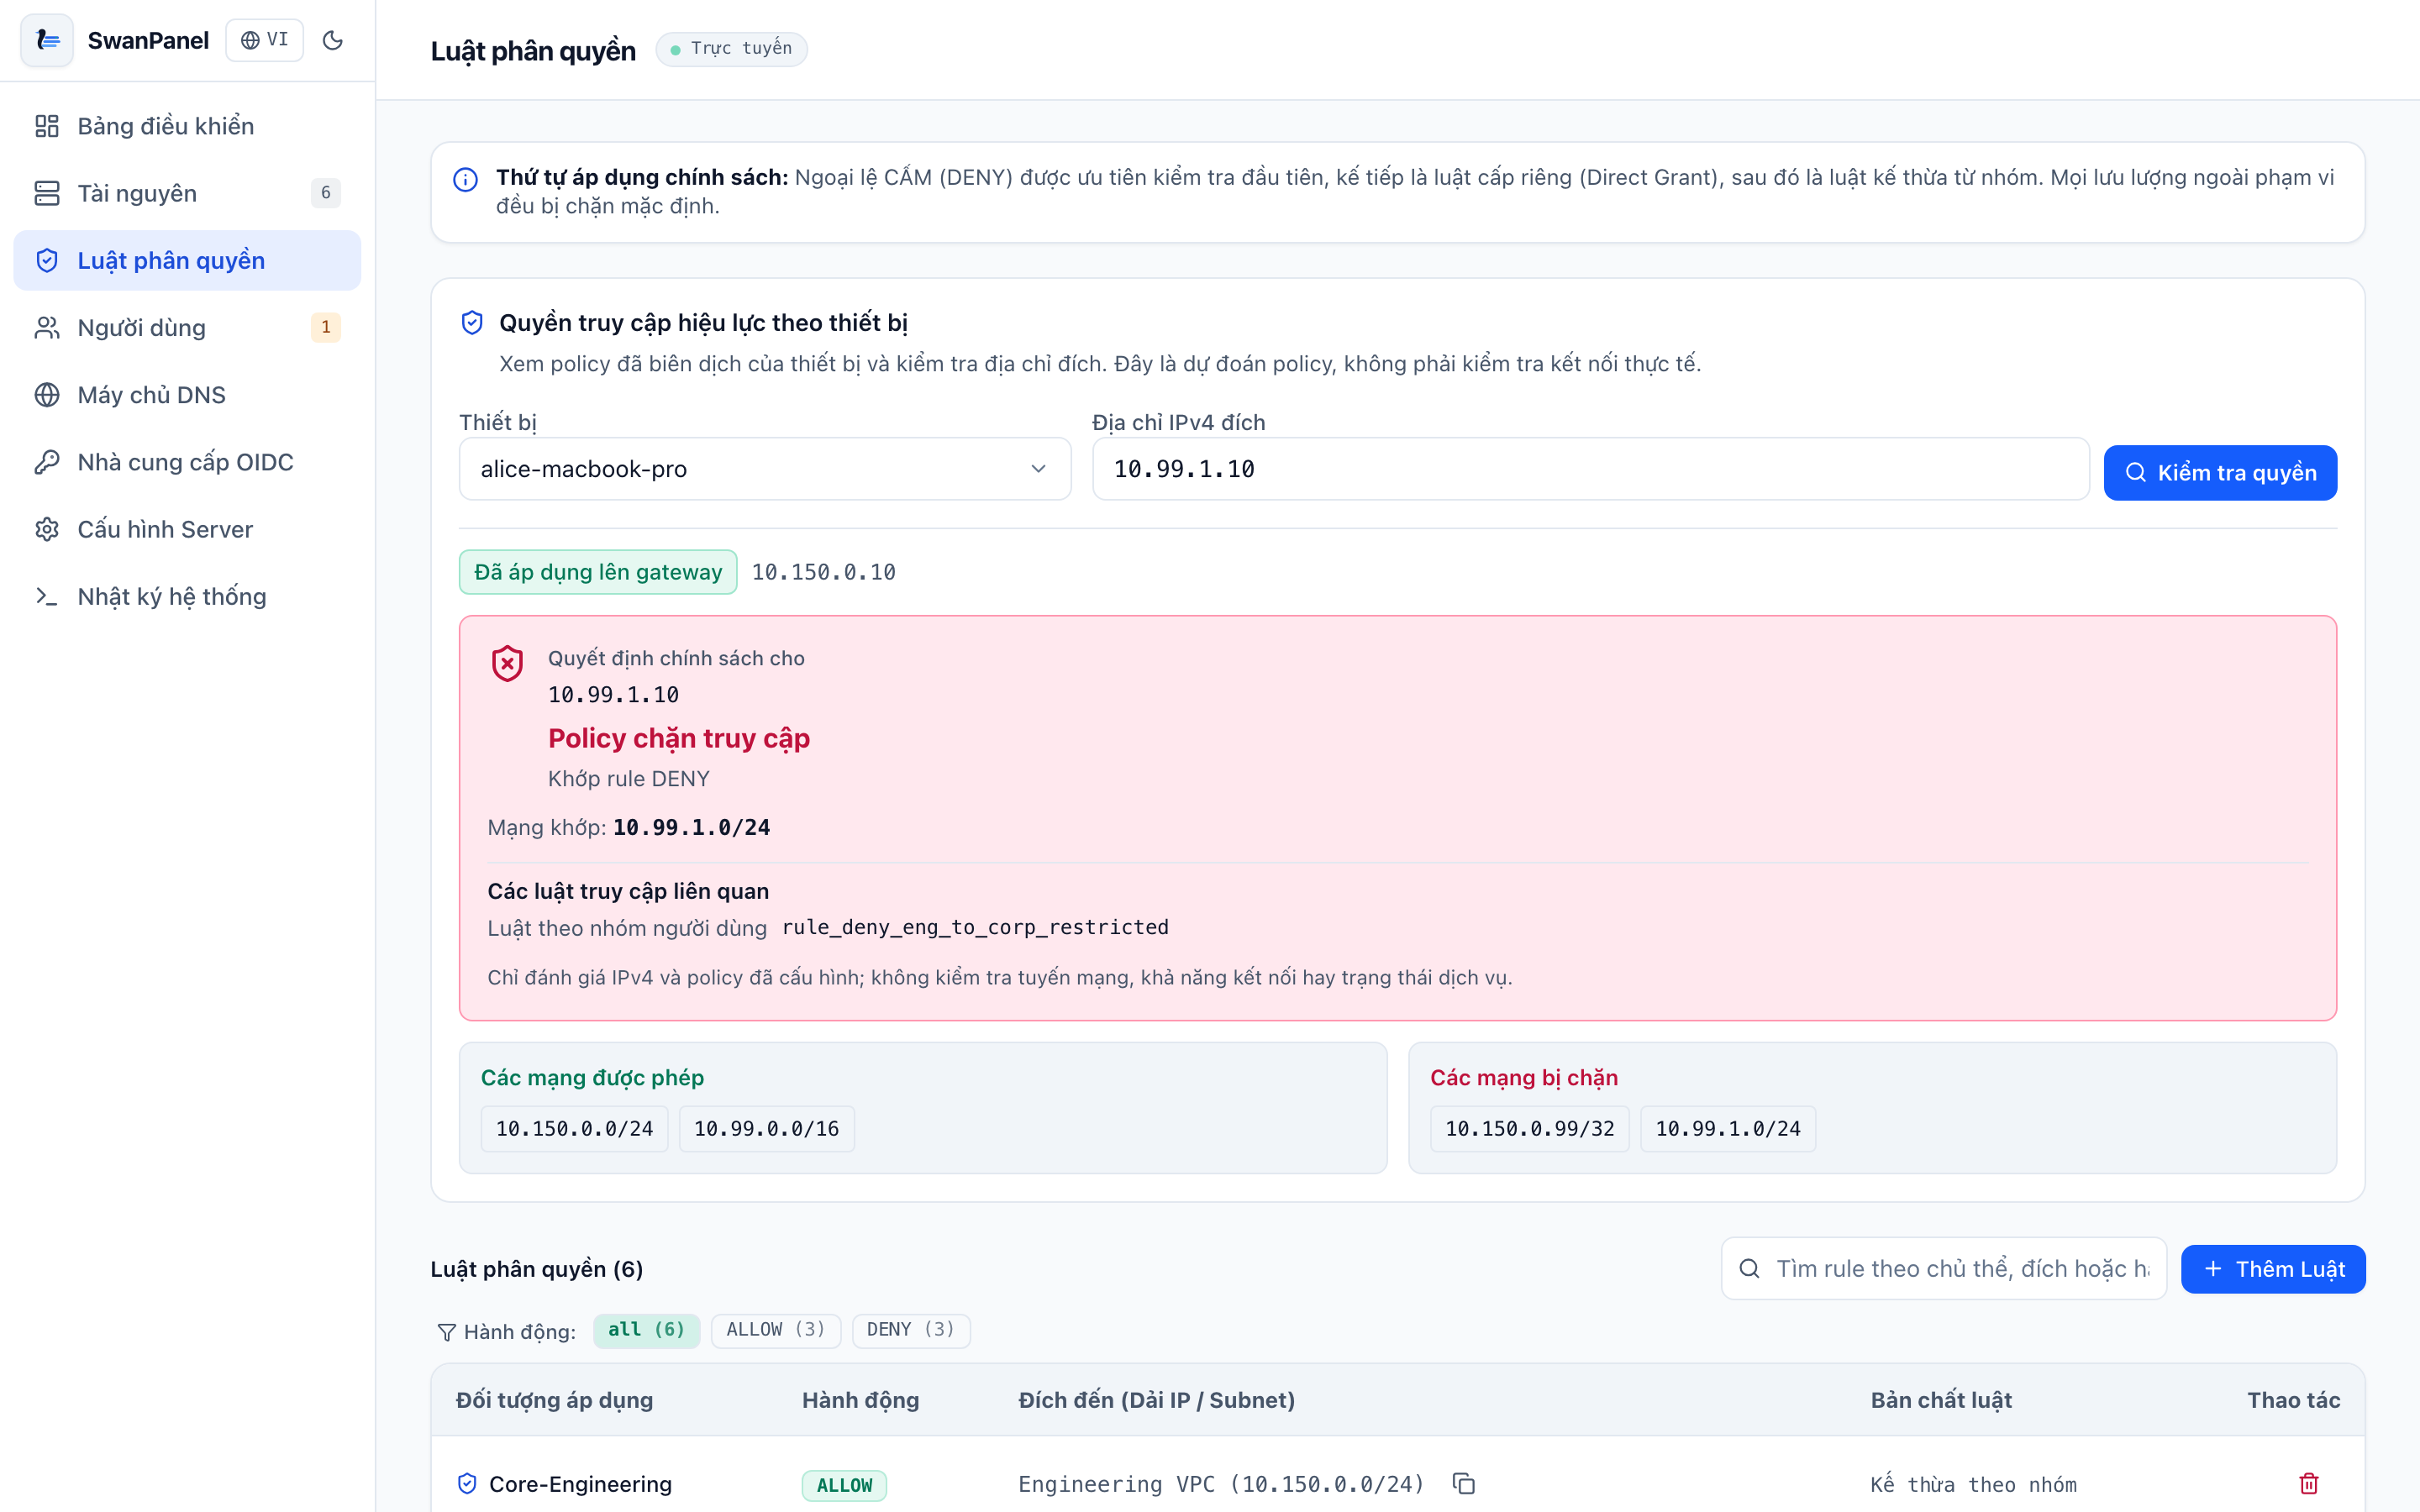 SwanPanel
VI
Bảng điều khiển
Tài nguyên
6
Luật phân quyền
Người dùng
1
Máy chủ DNS
Nhà cung cấp OIDC
Cấu hình Server
Nhật ký hệ thống
Luật phân quyền
Trực tuyến
Thứ tự áp dụng chính sách: Ngoại lệ CẤM (DENY) được ưu tiên kiểm tra đầu tiên, kế tiếp là luật cấp riêng (Direct Grant), sau đó là luật kế thừa từ nhóm. Mọi lưu lượng ngoài phạm vi
đều bị chặn mặc định.
Quyền truy cập hiệu lực theo thiết bị
Xem policy đã biên dịch của thiết bị và kiểm tra địa chỉ đích. Đây là dự đoán policy, không phải kiểm tra kết nối thực tế.
Thiết bị
Địa chỉ IPv4 đích
alice-macbook-pro
10.99.1.10
Kiểm tra quyền
Đã áp dụng lên gateway
10.150.0.10
Quyết định chính sách cho
10.99.1.10
Policy chặn truy cập
Khớp rule DENY
Mạng khớp: 10.99.1.0/24
Các luật truy cập liên quan
Luật theo nhóm người dùng rule_deny_eng_to_corp_restricted
Chỉ đánh giá IPv4 và policy đã cấu hình; không kiểm tra tuyến mạng, khả năng kết nối hay trạng thái dịch vụ.
Các mạng được phép
10.150.0.0/24
10.99.0.0/16
Các mạng bị chặn
10.150.0.99/32
10.99.1.0/24
Luật phân quyền (6)
Tìm rule theo chủ thể, đích hoặc
Thêm Luật
Hành động:
all (6)
ALLOW (3)
DENY (3)
Đối tượng áp dụng
Hành động
Đích đến (Dải IP / Subnet)
Bản chất luật
Thao tác
Core-Engineering
ALLOW
Engineering VPC (10.150.0.0/24)
Kế thừa theo nhóm